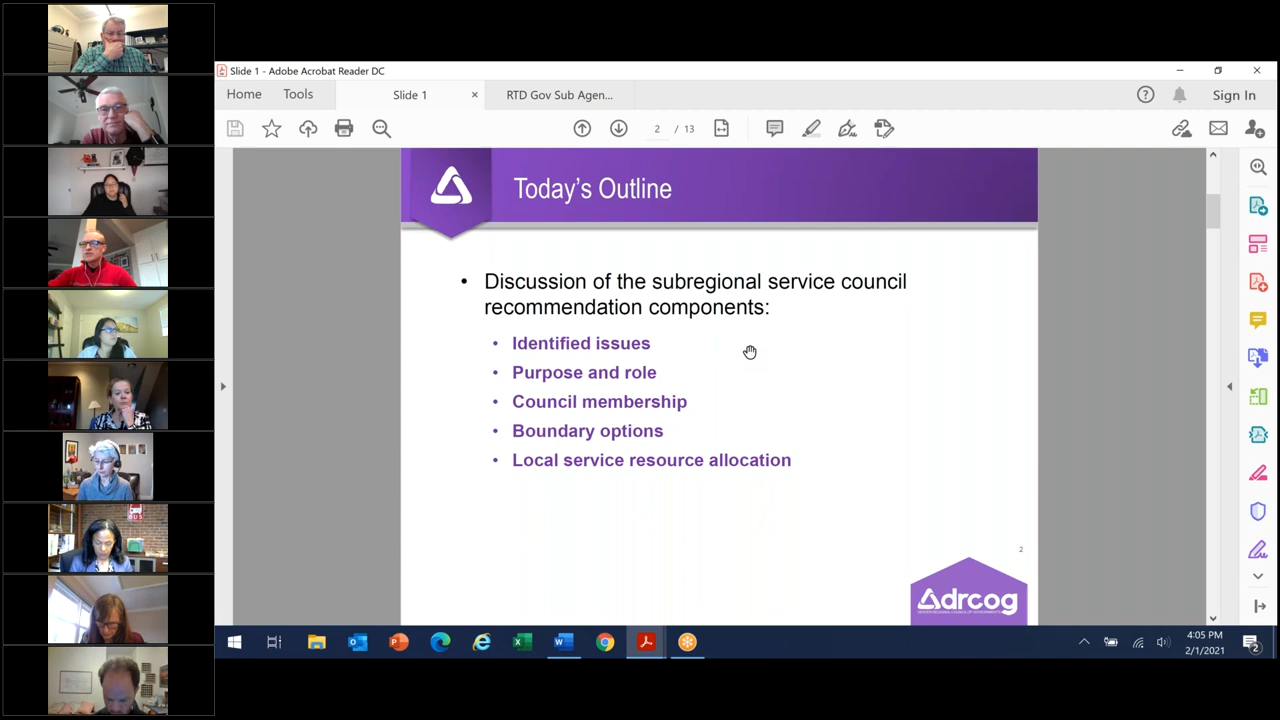 Slide 1 - Adobe Acrobat Reader DC
Home
Tools
Slide 1
RTD Gov Sub Agen...
Sign In
2 / 13
Today's Outline
• Discussion of the subregional service council
recommendation components:
• Identified issues
• Purpose and role
• Council membership
• Boundary options
• Local service resource allocation
2
drcog
4:05 PM
2/1/2021
2
BUS